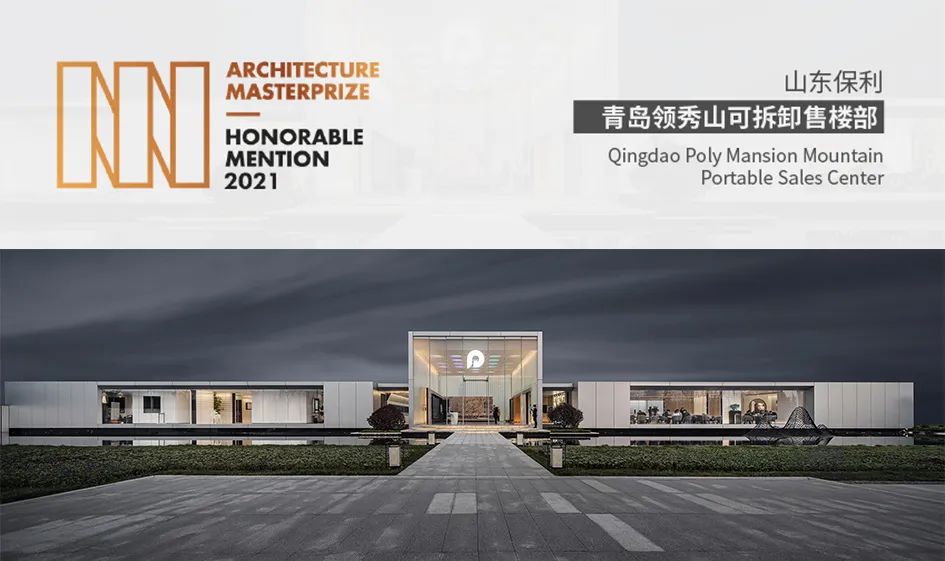 ARCHITECTURE
MASTERPRIZE
HONORABLE
MENTION
2021
山东保利
青岛领秀山可拆卸售楼部
Qingdao Poly Mansion Mountain
Portable Sales Center